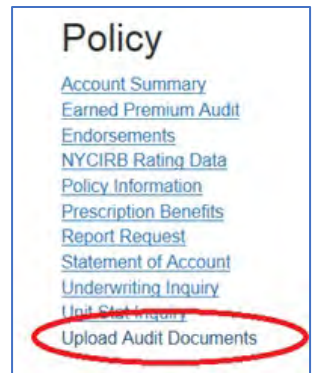 Policy
Account Summary
Earned Premium Audit
Endorsements
NYCIRB Rating Data
Policy Information
Prescription Benefits
Report Request
Statement of Account
Underwriting Inquiry
Unit Stat Inquiry
Upload Audit Documents